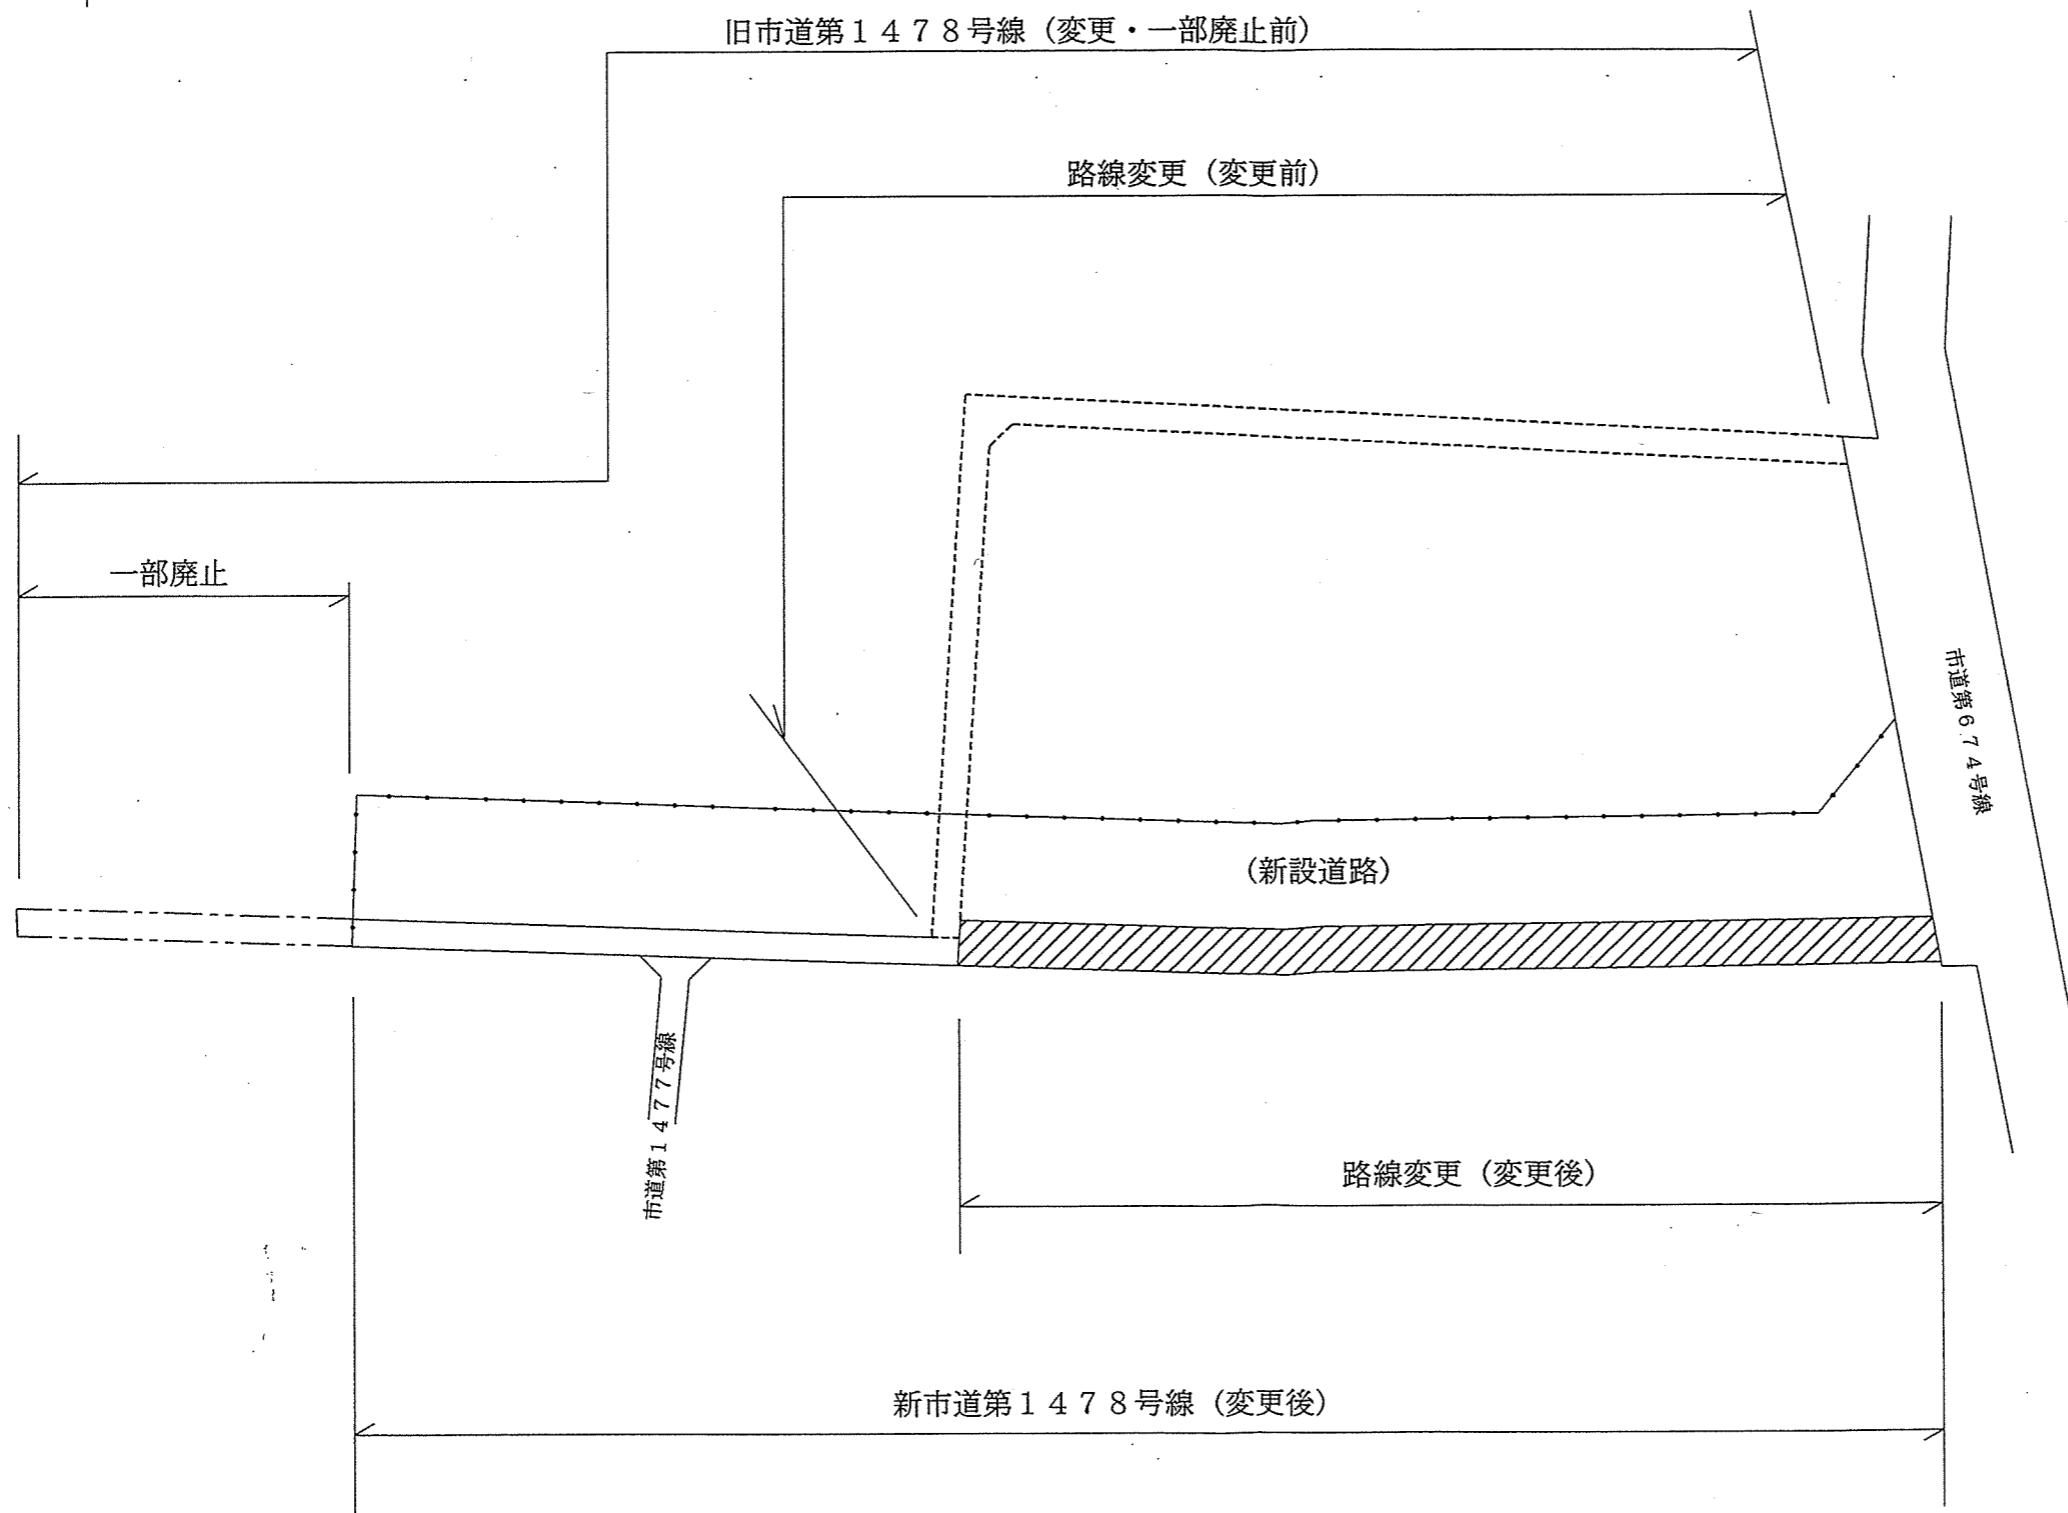 旧市道第１４７８号線（変更・一部廃止前）
路線変更（変更前）
一部廃止
市道第６７４号線
（新設道路）
市道第１４７７号線
路線変更（変更後）
新市道第１４７８号線（変更後）